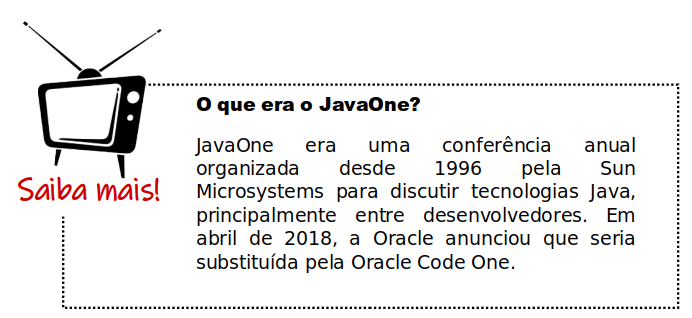 O que era o JavaOne?
JavaOne era uma conferência anual
organizada desde 1996 pela Sun
Microsystems para discutir tecnologias Java,
principalmente entre desenvolvedores. Em
abril de 2018, a Oracle anunciou que seria
substituída pela Oracle Code One.
Saiba mais!